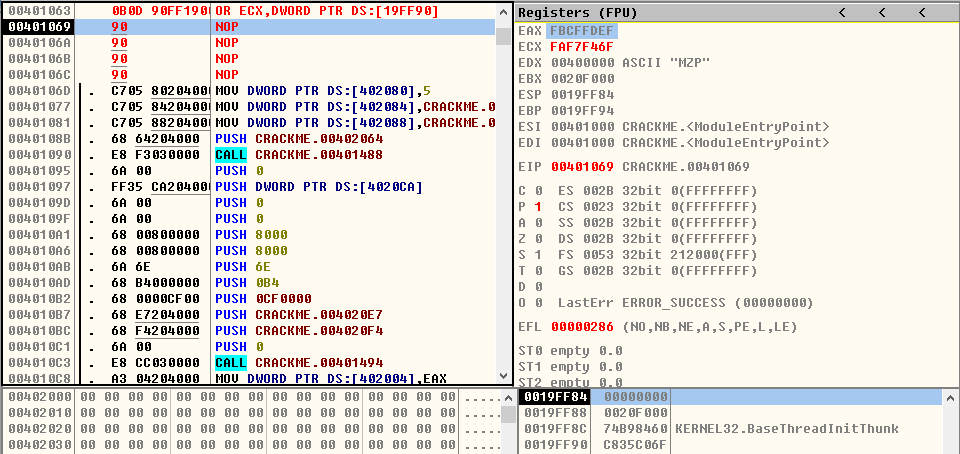 00401063 0B0D 90FF190( OR ECX,DWORD PTR DS:[19FF90]
00401069 90 NOP
0040106A 90 NOP
0040106B 90 NOP
0040106C 90 NOP
0040106D . C705 80204000 MOV DWORD PTR DS:[402080],5
00401077 . C705 84204000 MOV DWORD PTR DS:[402084],CRACKME.0
00401081 . C705 88204000 MOV DWORD PTR DS:[402088],CRACKME.0
0040108B . 68 64204000 PUSH CRACKME.00402064
00401090 . E8 F3030000 CALL CRACKME.00401488
00401095 . 6A 00 PUSH 0
00401097 . FF35 CA204000 PUSH DWORD PTR DS:[4020CA]
0040109D . 6A 00 PUSH 0
0040109F . 6A 00 PUSH 0
004010A1 . 68 00800000 PUSH 8000
004010A6 . 68 00800000 PUSH 8000
004010AB . 6A 6E PUSH 6E
004010AD . 68 B4000000 PUSH 0B4
004010B2 . 68 0000CF00 PUSH 0CF0000
004010B7 . 68 E7204000 PUSH CRACKME.004020E7
004010BC . 68 F4204000 PUSH CRACKME.004020F4
004010C1 . 6A 00 PUSH 0
004010C3 . E8 CC030000 CALL CRACKME.00401494
004010C8 . A3 04204000 MOV DWORD PTR DS:[402004],EAX
Registers (FPU) < < <
EAX FBCFFDEF
ECX FAF7F46F
EDX 00400000 ASCII "MZP"
EBX 0020F000
ESP 0019FF84
EBP 0019FF94
ESI 00401000 CRACKME.<ModuleEntryPoint>
EDI 00401000 CRACKME.<ModuleEntryPoint>
EIP 00401069 CRACKME.00401069
C 0 ES 002B 32bit 0(FFFFFFFF)
P 1 CS 0023 32bit 0(FFFFFFFF)
A 0 SS 002B 32bit 0(FFFFFFFF)
Z 0 DS 002B 32bit 0(FFFFFFFF)
S 1 FS 0053 32bit 212000(FFF)
T 0 GS 002B 32bit 0(FFFFFFFF)
D 0
O 0 LastErr ERROR_SUCCESS (00000000)
EFL 00000286 (NO,NB,NE,A,S,PE,L,LE)
ST0 empty 0.0
ST1 empty 0.0
ST2 empty 0.0
00402000 00 00 00 00 00 00 00 00 00 00 00 00 00 00 00 00 .....
00402010 00 00 00 00 00 00 00 00 00 00 00 00 00 00 00 00 .....
00402020 00 00 00 00 00 00 00 00 00 00 00 00 00 00 00 00 .....
00402030 00 00 00 00 00 00 00 00 00 00 00 00 00 00 00 00 .....
0019FF84 00000000
0019FF88 0020F000
0019FF8C 74B98460 KERNEL32.BaseThreadInitThunk
0019FF90 C835C06F